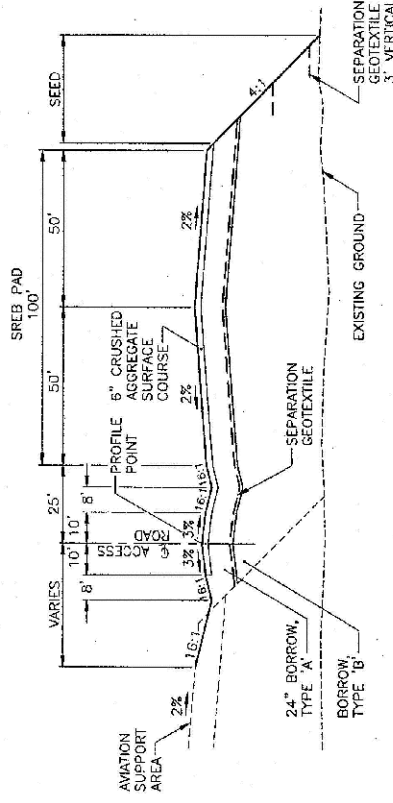 SREB PAD
100'
VARIES
25'
50'
50'
SEED
10'
10'
8'
8'
℄ ACCESS
ROAD
PROFILE
POINT
6" CRUSHED
AGGREGATE
SURFACE
COURSE
AVIATION
SUPPORT
AREA
2%
16:1
16:1
3%
3%
16:1
16:1
2%
2%
4:1
24" BORROW,
TYPE 'A'
BORROW,
TYPE 'B'
SEPARATION
GEOTEXTILE
EXISTING GROUND
SEPARATION
GEOTEXTILE
3' VERTICAL